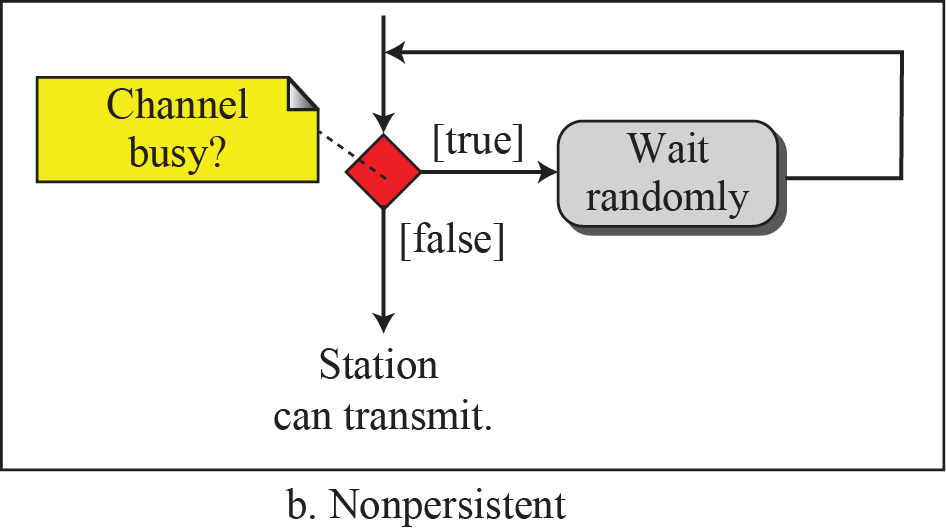 Channel
busy?
[true]
Wait
randomly
[false]
Station
can transmit.
b. Nonpersistent